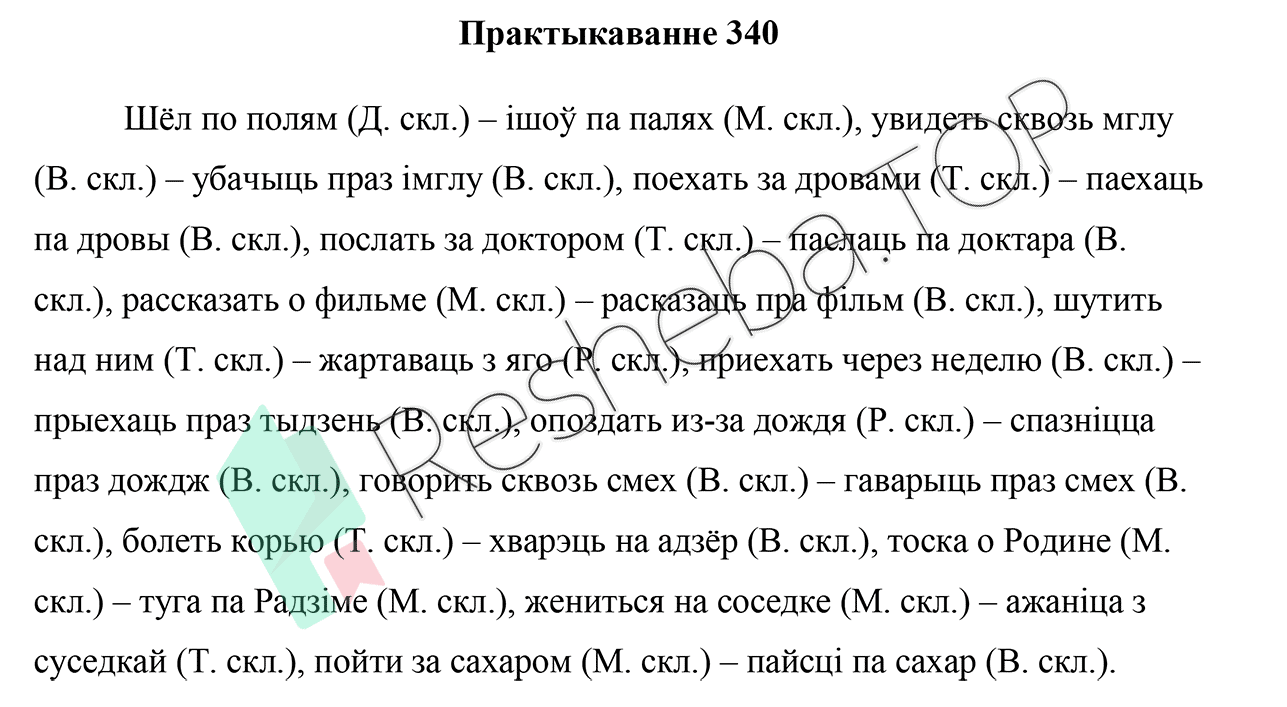 Практыкаванне 340
Шёл по полям (Д. скл.) – ішоў па палях (М. скл.), увидеть сквозь мглу
(В. скл.) – убачыць праз імглу (В. скл.), поехать за дровами (Т. скл.) – паехаць
па дровы (В. скл.), послать за доктором (Т. скл.) – паслаць па доктара (В.
скл.), рассказать о фильме (М. скл.) – расказаць пра фільм (В. скл.), шутить
над ним (Т. скл.) – жартаваць з яго (Р. скл.), приехать через неделю (В. скл.) –
прыехаць праз тыдзень (В. скл.), опоздать из-за дождя (Р. скл.) – спазніцца
праз дождж (В. скл.), говорить сквозь смех (В. скл.) – гаварыць праз смех (В.
скл.), болеть корью (Т. скл.) – хварэць на адзёр (В. скл.), тоска о Родине (М.
скл.) – туга па Радзіме (М. скл.), жениться на соседке (М. скл.) – ажаніца з
суседкай (Т. скл.), пойти за сахаром (М. скл.) – пайсці па сахар (В. скл.).
Resheba.TOP